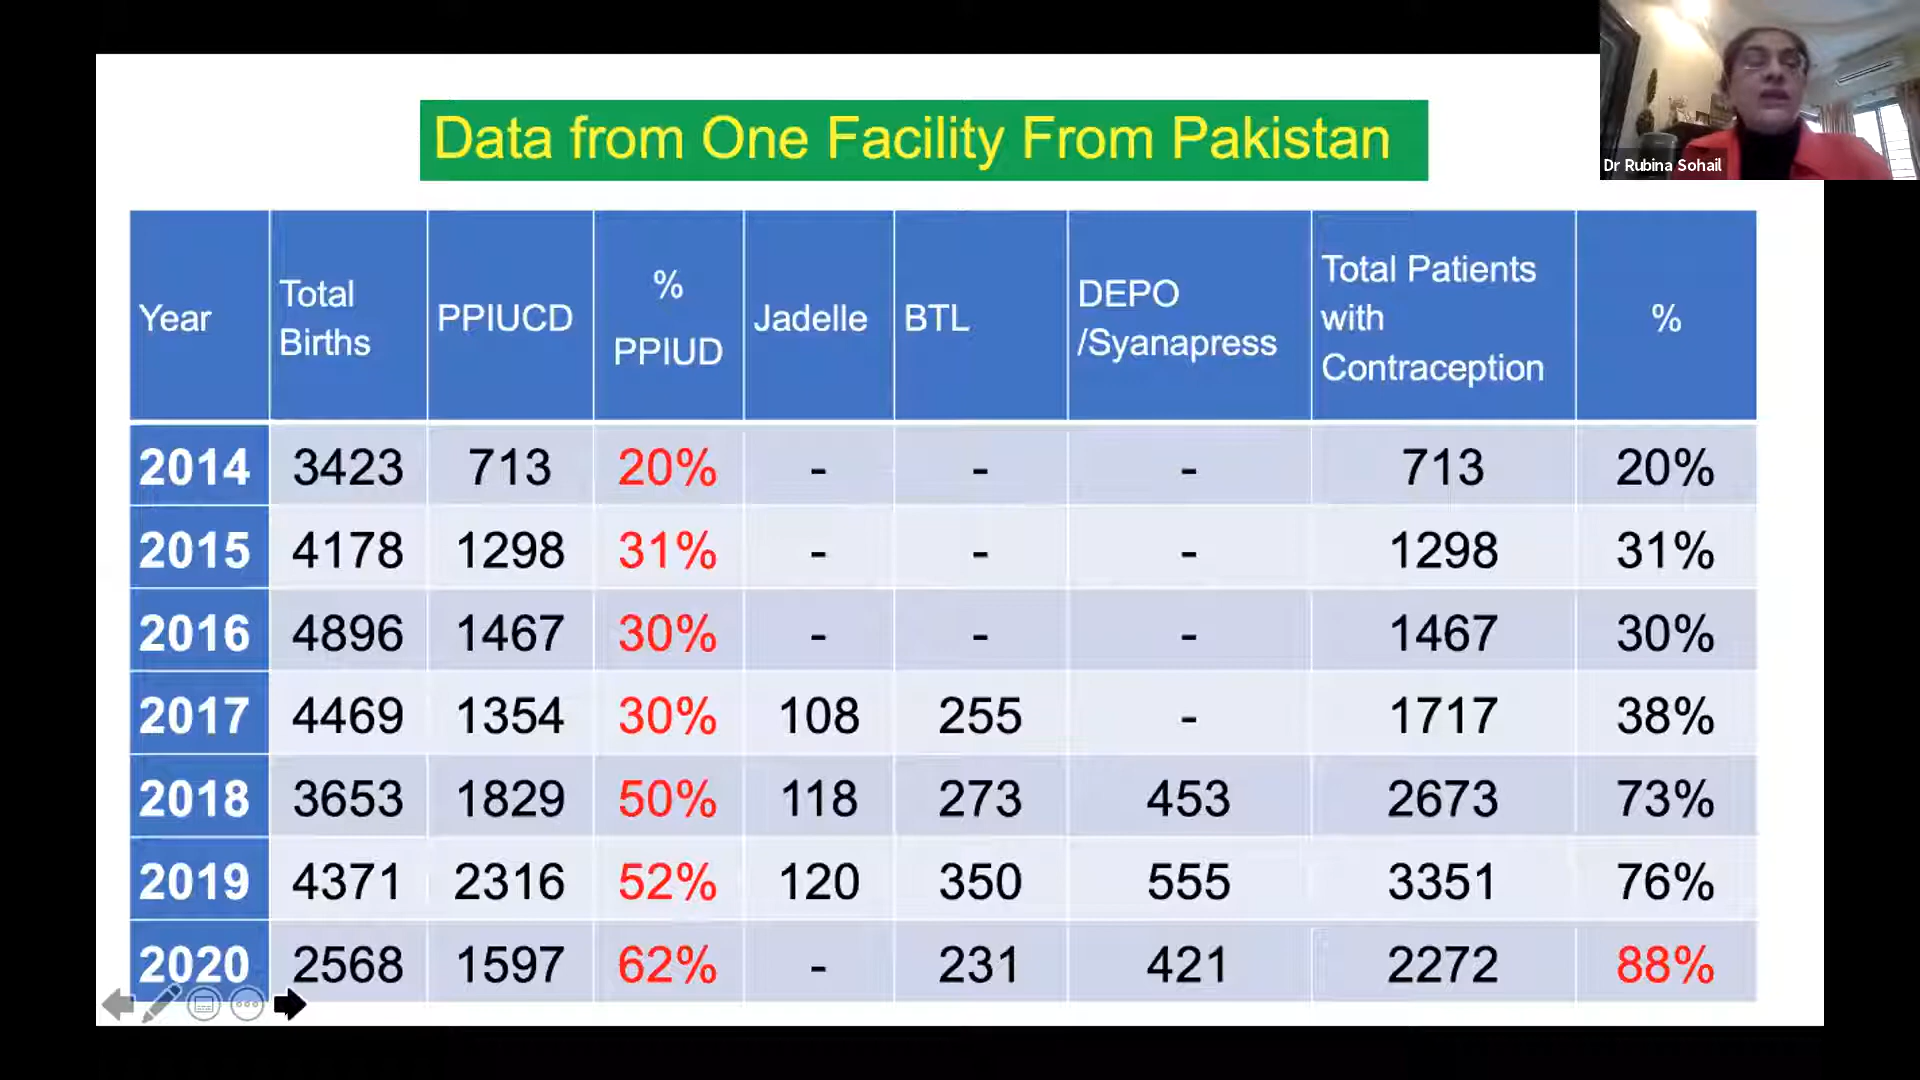 Data from One Facility From Pakistan
Dr Rubina Sohail
Year
Total
Births
PPIUCD
%
PPIUD
Jadelle
BTL
DEPO
/Syanapress
Total Patients
with
Contraception
%
2014 3423 713 20% - - - 713 20%
2015 4178 1298 31% - - - 1298 31%
2016 4896 1467 30% - - - 1467 30%
2017 4469 1354 30% 108 255 - 1717 38%
2018 3653 1829 50% 118 273 453 2673 73%
2019 4371 2316 52% 120 350 555 3351 76%
2020 2568 1597 62% - 231 421 2272 88%